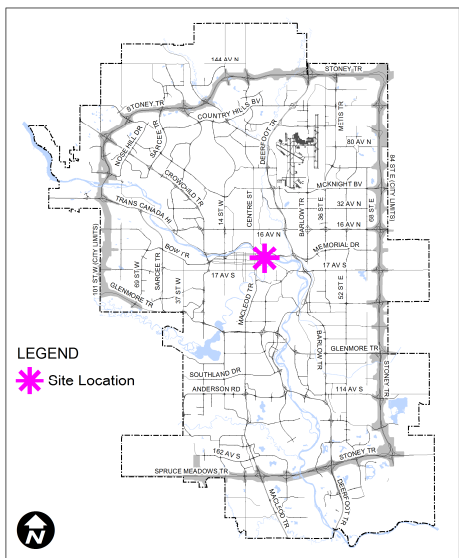 144 AV N
STONEY TR
STONEY TR
COUNTRY HILLS BV
NOSE HILL DR
SARCEE TR
DEERFOOT TR
METIS TR
80 AV N
CROWCHILD TR
MCKNIGHT BV
84 ST E (CITY LIMITS)
TRANS CANADA HI
14 ST W
CENTRE ST
BARLOW TR
36 ST E
32 AV N
68 ST E
16 AV N
16 AV N
BOW TR
MEMORIAL DR
101 ST W (CITY LIMITS)
69 ST W
SARCEE TR
37 ST W
17 AV S
17 AV S
52 ST E
GLENMORE TR
MACLEOD TR
BARLOW TR
GLENMORE TR
LEGEND
Site Location
SOUTHLAND DR
ANDERSON RD
114 AV S
STONEY TR
162 AV S
STONEY TR
SPRUCE MEADOWS TR
MACLEOD TR
DEERFOOT TR
N